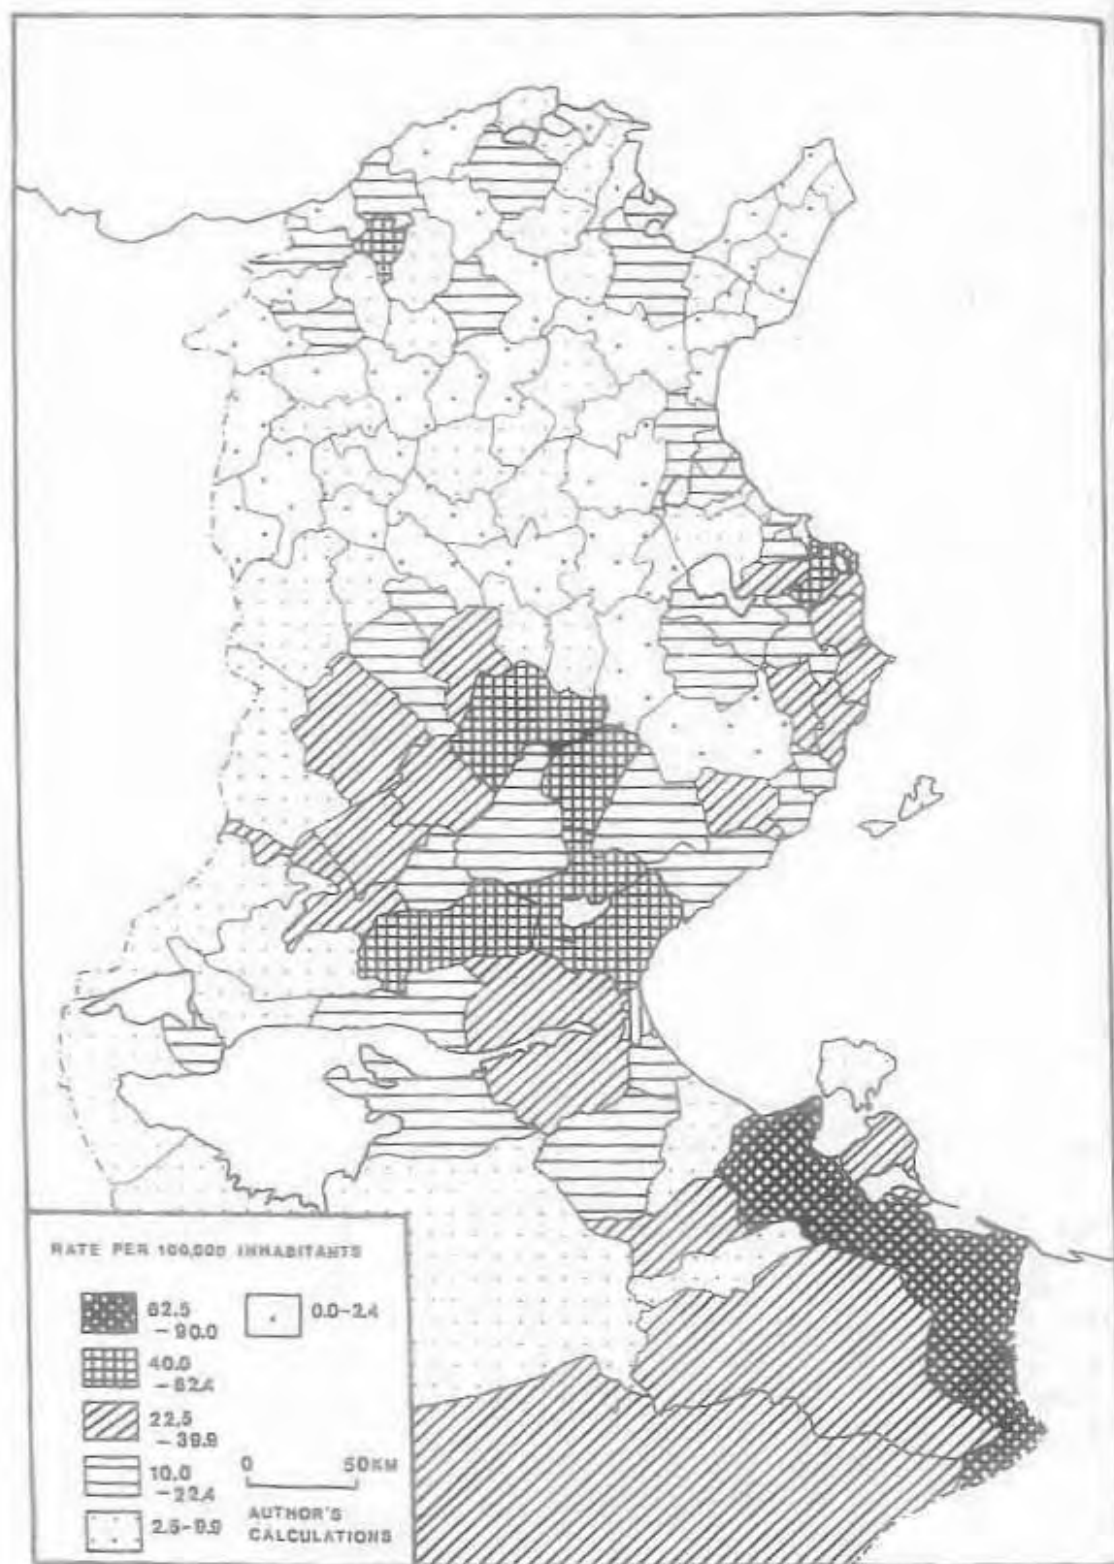 RATE PER 100,000 INHABITANTS
62.5
-90.0
0.0-2.4
40.0
-62.4
22.5
-39.9
10.0
-22.4
2.5-9.9
0 50KM
AUTHOR'S
CALCULATIONS